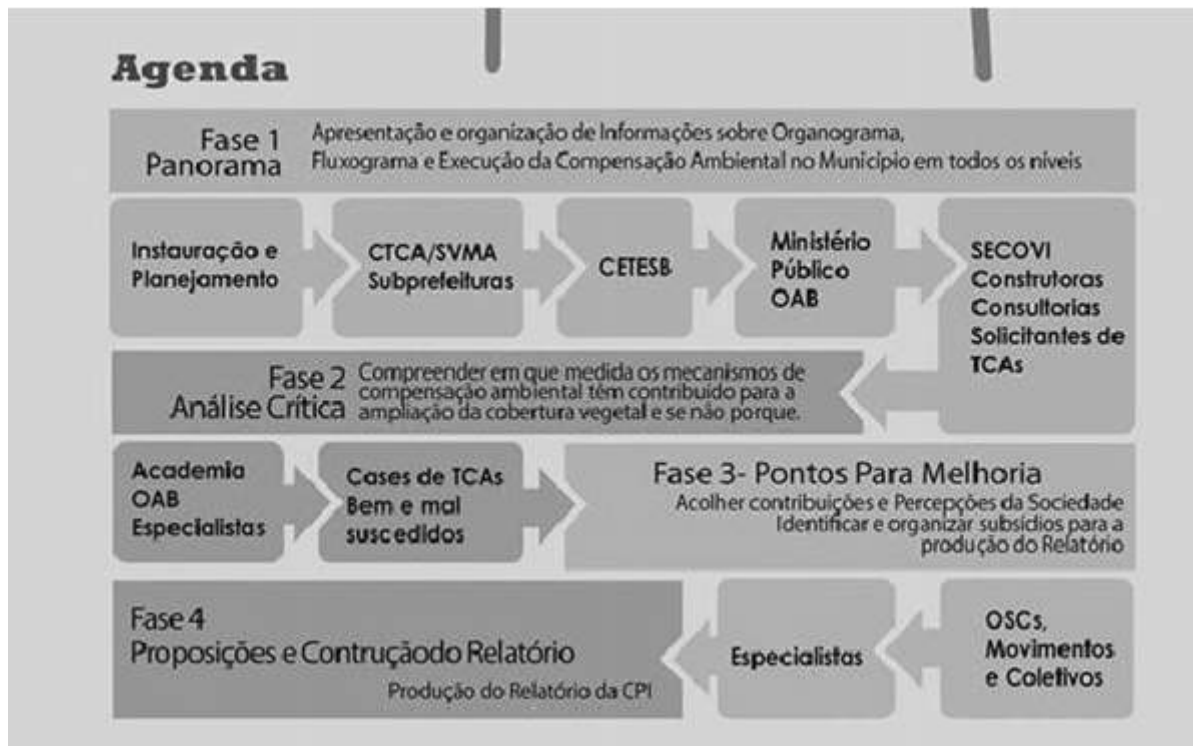 Agenda
Fase 1
Panorama
Apresentação e organização de Informações sobre Organograma,
Fluxograma e Execução da Compensação Ambiental no Município em todos os níveis
Instauração e
Planejamento
CTCA/SVMA
Subprefeituras
CETESB
Ministério
Público
OAB
SECOVI
Construtoras
Consultorias
Solicitantes de
TCAs
Fase 2
Análise Crítica
Compreender em que medida os mecanismos de
compensação ambiental têm contribuído para a
ampliação da cobertura vegetal e se não porque.
Academia
OAB
Especialistas
Cases de TCAs
Bem e mal
suscedidos
Fase 3- Pontos Para Melhoria
Acolher contribuições e Percepções da Sociedade
Identificar e organizar subsídios para a
produção do Relatório
OSCs,
Movimentos
e Coletivos
Especialistas
Fase 4
Proposições e Contruçãodo Relatório
Produção do Relatório da CPI